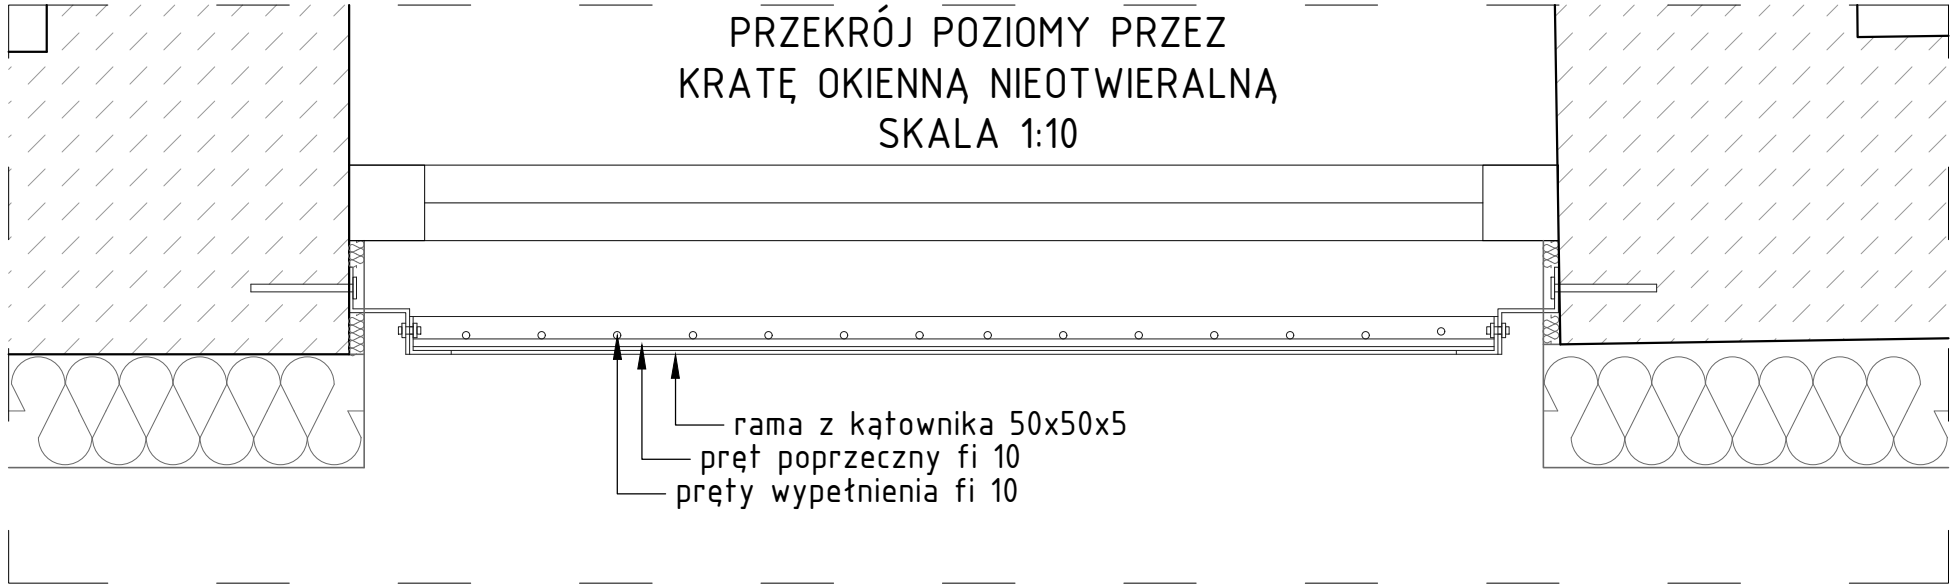 PRZEKRÓJ POZIOMY PRZEZ
KRATĘ OKIENNĄ NIEOTWIERALNĄ
SKALA 1:10
rama z kątownika 50x50x5
pręt poprzeczny fi 10
pręty wypełnienia fi 10